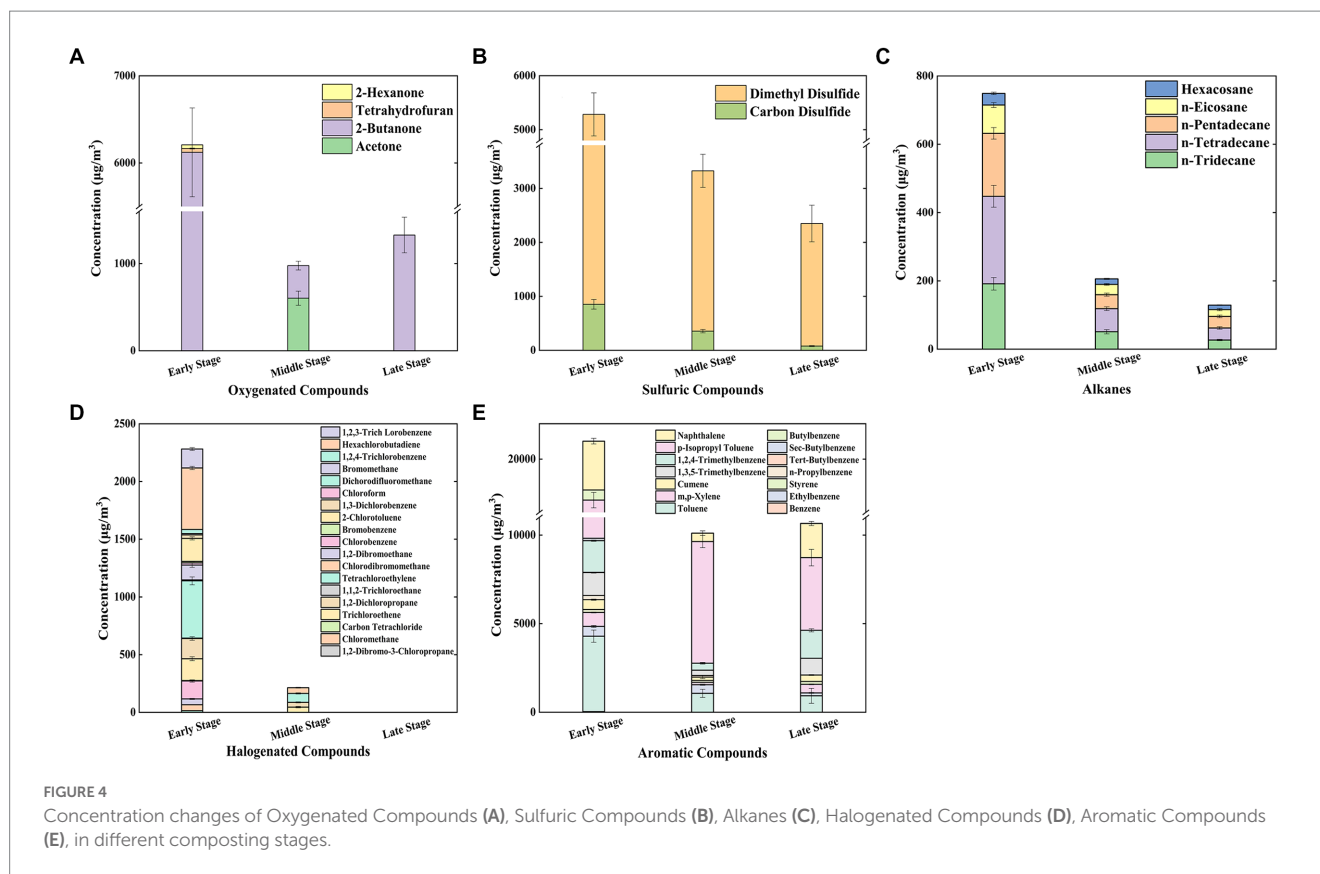 A
7000
6000
1000
0
Concentration (μg/m³)
2-Hexanone
Tetrahydrofuran
2-Butanone
Acetone
Early Stage
Middle Stage
Late Stage
Oxygenated Compounds
B
6000
5000
3000
2000
1000
0
Concentration (μg/m³)
Dimethyl Disulfide
Carbon Disulfide
Early Stage
Middle Stage
Late Stage
Sulfuric Compounds
C
800
600
400
200
0
Concentration (μg/m³)
Hexacosane
n-Eicosane
n-Pentadecane
n-Tetradecane
n-Tridecane
Early Stage
Middle Stage
Late Stage
Alkanes
D
2500
2000
1500
1000
500
0
Concentration (μg/m³)
1,2,3-Trich Lorobenzene
Hexachlorobutadiene
1,2,4-Trichlorobenzene
Bromomethane
Dichorodifluoromethane
Chloroform
1,3-Dichlorobenzene
2-Chlorotoluene
Bromobenzene
Chlorobenzene
1,2-Dibromoethane
Chlorodibromomethane
Tetrachloroethylene
1,1,2-Trichloroethane
1,2-Dichloropropane
Trichloroethene
Carbon Tetrachloride
Chloromethane
1,2-Dibromo-3-Chloropropane
Early Stage
Middle Stage
Late Stage
Halogenated Compounds
E
20000
10000
5000
0
Concentration (μg/m³)
Naphthalene
p-Isopropyl Toluene
1,2,4-Trimethylbenzene
1,3,5-Trimethylbenzene
Cumene
m,p-Xylene
Toluene
Butylbenzene
Sec-Butylbenzene
Tert-Butylbenzene
n-Propylbenzene
Styrene
Ethylbenzene
Benzene
Early Stage
Middle Stage
Late Stage
Aromatic Compounds
FIGURE 4
Concentration changes of Oxygenated Compounds (A), Sulfuric Compounds (B), Alkanes (C), Halogenated Compounds (D), Aromatic Compounds
(E), in different composting stages.